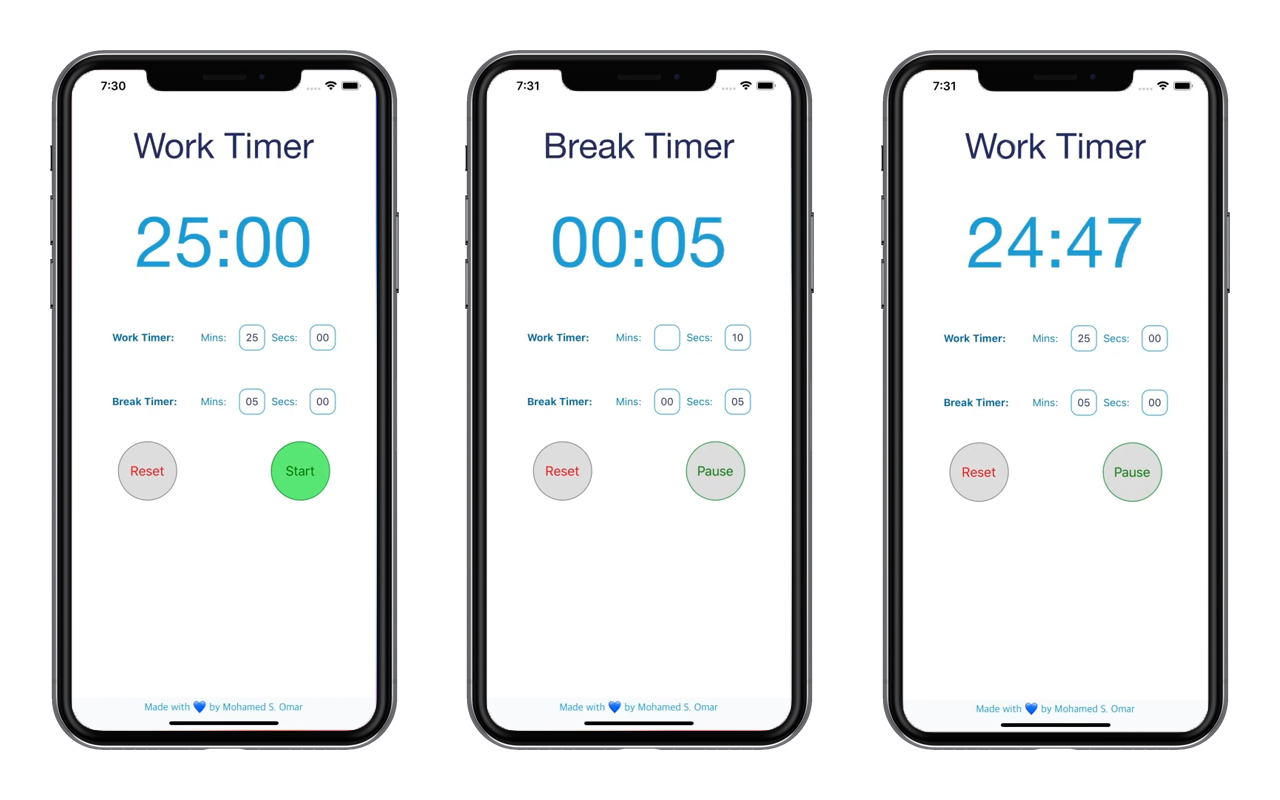 7:30
Work Timer
25:00
Work Timer: Mins: 25 Secs: 00
Break Timer: Mins: 05 Secs: 00
Reset Start
Made with 💙 by Mohamed S. Omar
7:31
Break Timer
00:05
Work Timer: Mins: Secs: 10
Break Timer: Mins: 00 Secs: 05
Reset Pause
Made with 💙 by Mohamed S. Omar
7:31
Work Timer
24:47
Work Timer: Mins: 25 Secs: 00
Break Timer: Mins: 05 Secs: 00
Reset Pause
Made with 💙 by Mohamed S. Omar